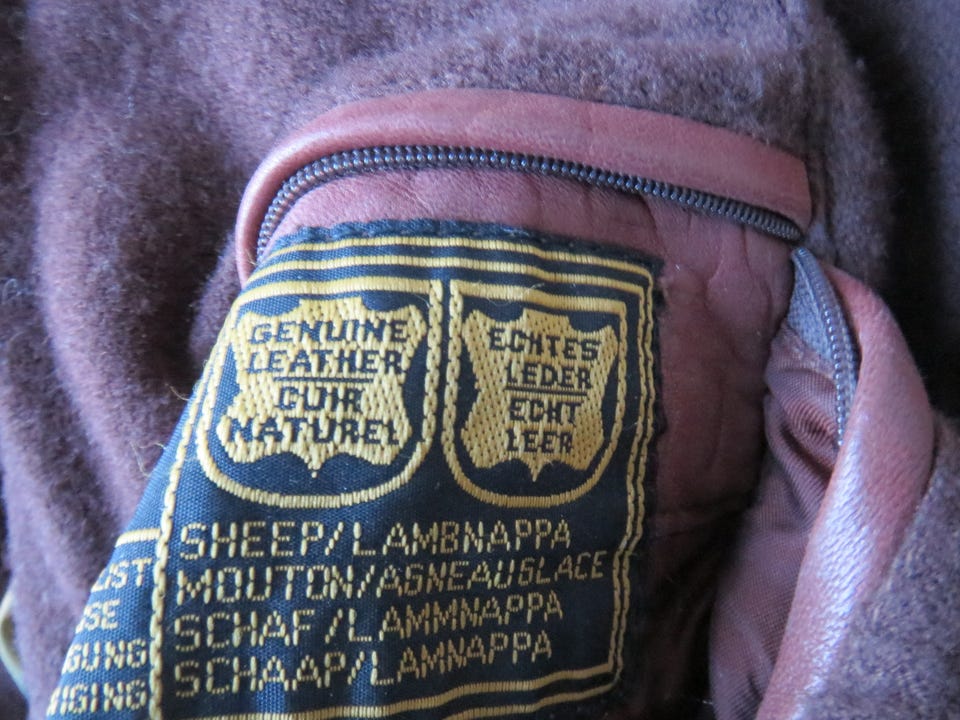 GENUINE
LEATHER
CUIR
NATUREL
ECHTES
LEDER
ECHT
LEER
SHEEP/LAMBNAPPA
MOUTON/AGNEAUGLACE
SCHAF/LAMMNAPPA
SCHAAP/LAMNAPPA